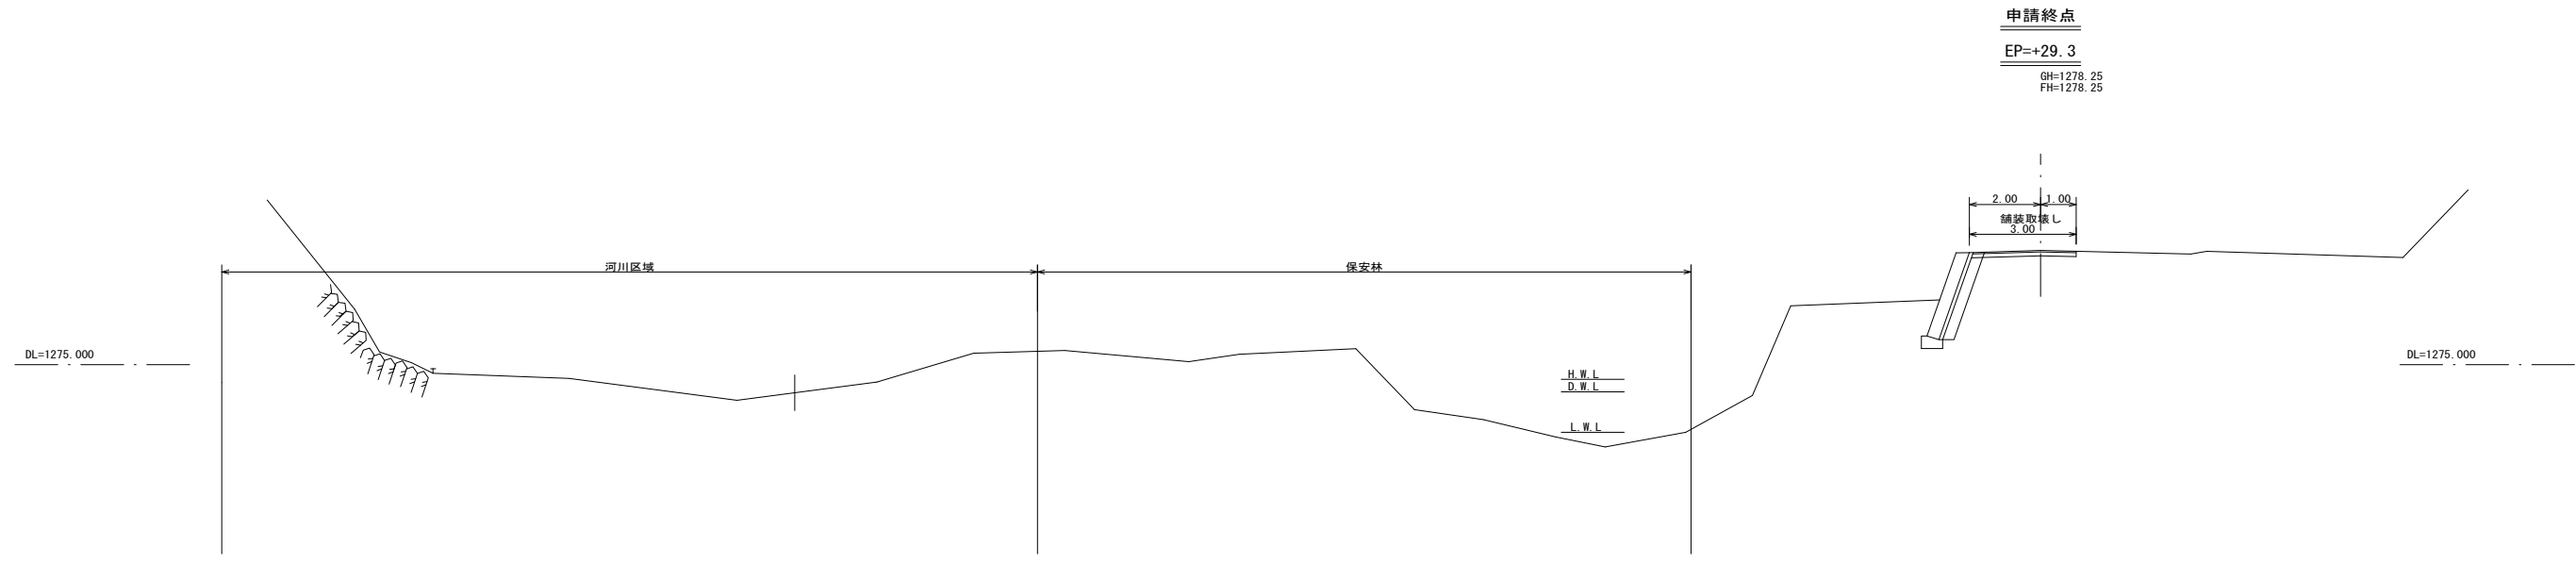 申請終点
EP=+29.3
GH=1278.25
FH=1278.25
2.00 1.00
舗装取壊し
3.00
河川区域 保安林
DL=1275.000 DL=1275.000
H.W.L
D.W.L
L.W.L